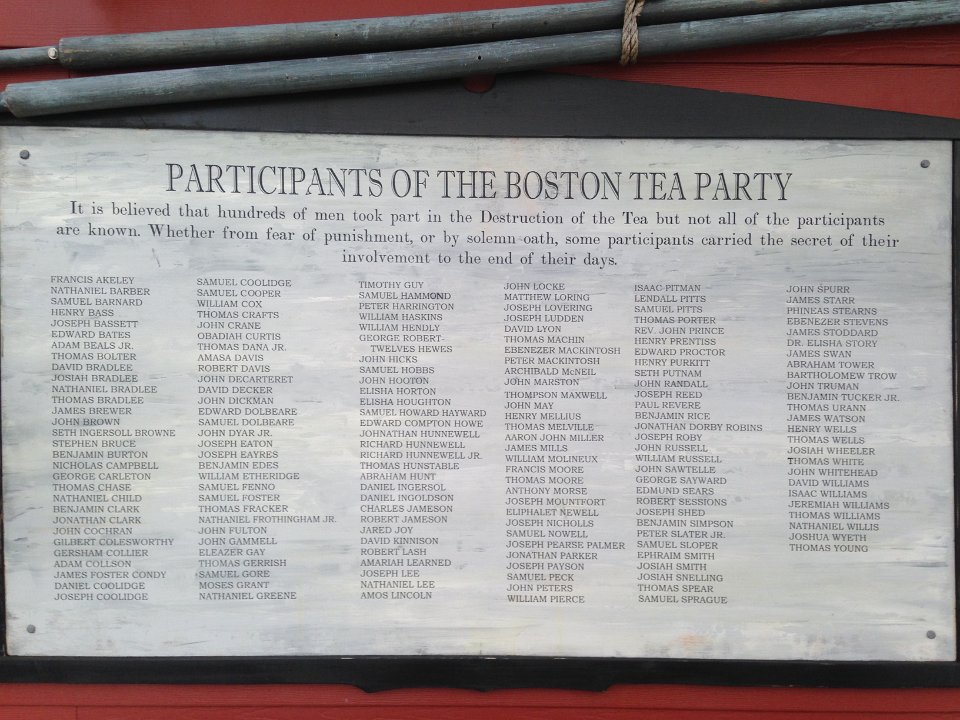 PARTICIPANTS OF THE BOSTON TEA PARTY
It is believed that hundreds of men took part in the Destruction of the Tea but not all of the participants
are known. Whether from fear of punishment, or by solemn oath, some participants carried the secret of their
involvement to the end of their days.
FRANCIS AKELEY
NATHANIEL BARBER
SAMUEL BARNARD
HENRY BASS
JOSEPH BASSETT
EDWARD BATES
ADAM BEALS JR.
THOMAS BOLTER
DAVID BRADLEE
JOSIAH BRADLEE
NATHANIEL BRADLEE
THOMAS BRADLEE
JAMES BREWER
JOHN BROWN
SETH INGERSOLL BROWNE
STEPHEN BRUCE
BENJAMIN BURTON
NICHOLAS CAMPBELL
GEORGE CARLETON
THOMAS CHASE
NATHANIEL CHILD
BENJAMIN CLARK
JONATHAN CLARK
JOHN COCHRAN
GILBERT COLESWORTHY
GERSHAM COLLIER
ADAM COLLSON
JAMES FOSTER CONDY
DANIEL COOLIDGE
JOSEPH COOLIDGE
SAMUEL COOLIDGE
SAMUEL COOPER
WILLIAM COX
THOMAS CRAFTS
JOHN CRANE
OBADIAH CURTIS
THOMAS DANA JR.
AMASA DAVIS
ROBERT DAVIS
JOHN DECARTERET
DAVID DECKER
JOHN DICKMAN
EDWARD DOLBEARE
SAMUEL DOLBEARE
JOHN DYAR JR.
JOSEPH EATON
JOSEPH EAYRES
BENJAMIN EDES
WILLIAM ETHERIDGE
SAMUEL FENNO
SAMUEL FOSTER
THOMAS FRACKER
NATHANIEL FROTHINGHAM JR.
JOHN FULTON
JOHN GAMMELL
ELEAZER GAY
THOMAS GERRISH
SAMUEL GORE
MOSES GRANT
NATHANIEL GREENE
TIMOTHY GUY
SAMUEL HAMMOND
PETER HARRINGTON
WILLIAM HASKINS
WILLIAM HENDLY
GEORGE ROBERT-
TWELVES HEWES
JOHN HICKS
SAMUEL HOBBS
JOHN HOOTON
ELISHA HORTON
ELISHA HOUGHTON
SAMUEL HOWARD HAYWARD
EDWARD COMPTON HOWE
JOHNATHAN HUNNEWELL
RICHARD HUNNEWELL
RICHARD HUNNEWELL JR.
THOMAS HUNSTABLE
ABRAHAM HUNT
DANIEL INGERSOL
DANIEL INGOLDSON
CHARLES JAMESON
ROBERT JAMESON
JARED JOY
DAVID KINNISON
ROBERT LASH
AMARIAH LEARNED
JOSEPH LEE
NATHANIEL LEE
AMOS LINCOLN
JOHN LOCKE
MATTHEW LORING
JOSEPH LOVERING
JOSEPH LUDDEN
DAVID LYON
THOMAS MACHIN
EBENEZER MACKINTOSH
PETER MACKINTOSH
ARCHIBALD McNEIL
JOHN MARSTON
THOMPSON MAXWELL
JOHN MAY
HENRY MELLIUS
THOMAS MELVILLE
AARON JOHN MILLER
JAMES MILLS
WILLIAM MOLINEUX
FRANCIS MOORE
THOMAS MOORE
ANTHONY MORSE
JOSEPH MOUNTFORT
ELIPHALET NEWELL
JOSEPH NICHOLLS
SAMUEL NOWELL
JOSEPH PEARSE PALMER
JONATHAN PARKER
JOSEPH PAYSON
SAMUEL PECK
JOHN PETERS
WILLIAM PIERCE
ISAAC PITMAN
LENDALL PITTS
SAMUEL PITTS
THOMAS PORTER
REV. JOHN PRINCE
HENRY PRENTISS
EDWARD PROCTOR
HENRY PURKITT
SETH PUTNAM
JOHN RANDALL
JOSEPH REED
PAUL REVERE
BENJAMIN RICE
JONATHAN DORBY ROBINS
JOSEPH ROBY
JOHN RUSSELL
WILLIAM RUSSELL
JOHN SAWTELLE
GEORGE SAYWARD
EDMUND SEARS
ROBERT SESSIONS
JOSEPH SHED
BENJAMIN SIMPSON
PETER SLATER JR.
SAMUEL SLOPER
EPHRAIM SMITH
JOSIAH SMITH
JOSIAH SNELLING
THOMAS SPEAR
SAMUEL SPRAGUE
JOHN SPURR
JAMES STARR
PHINEAS STEARNS
EBENEZER STEVENS
JAMES STODDARD
DR. ELISHA STORY
JAMES SWAN
ABRAHAM TOWER
BARTHOLOMEW TROW
JOHN TRUMAN
BENJAMIN TUCKER JR.
THOMAS URANN
JAMES WATSON
HENRY WELLS
THOMAS WELLS
JOSIAH WHEELER
THOMAS WHITE
JOHN WHITEHEAD
DAVID WILLIAMS
ISAAC WILLIAMS
JEREMIAH WILLIAMS
THOMAS WILLIAMS
NATHANIEL WILLIS
JOSHUA WYETH
THOMAS YOUNG